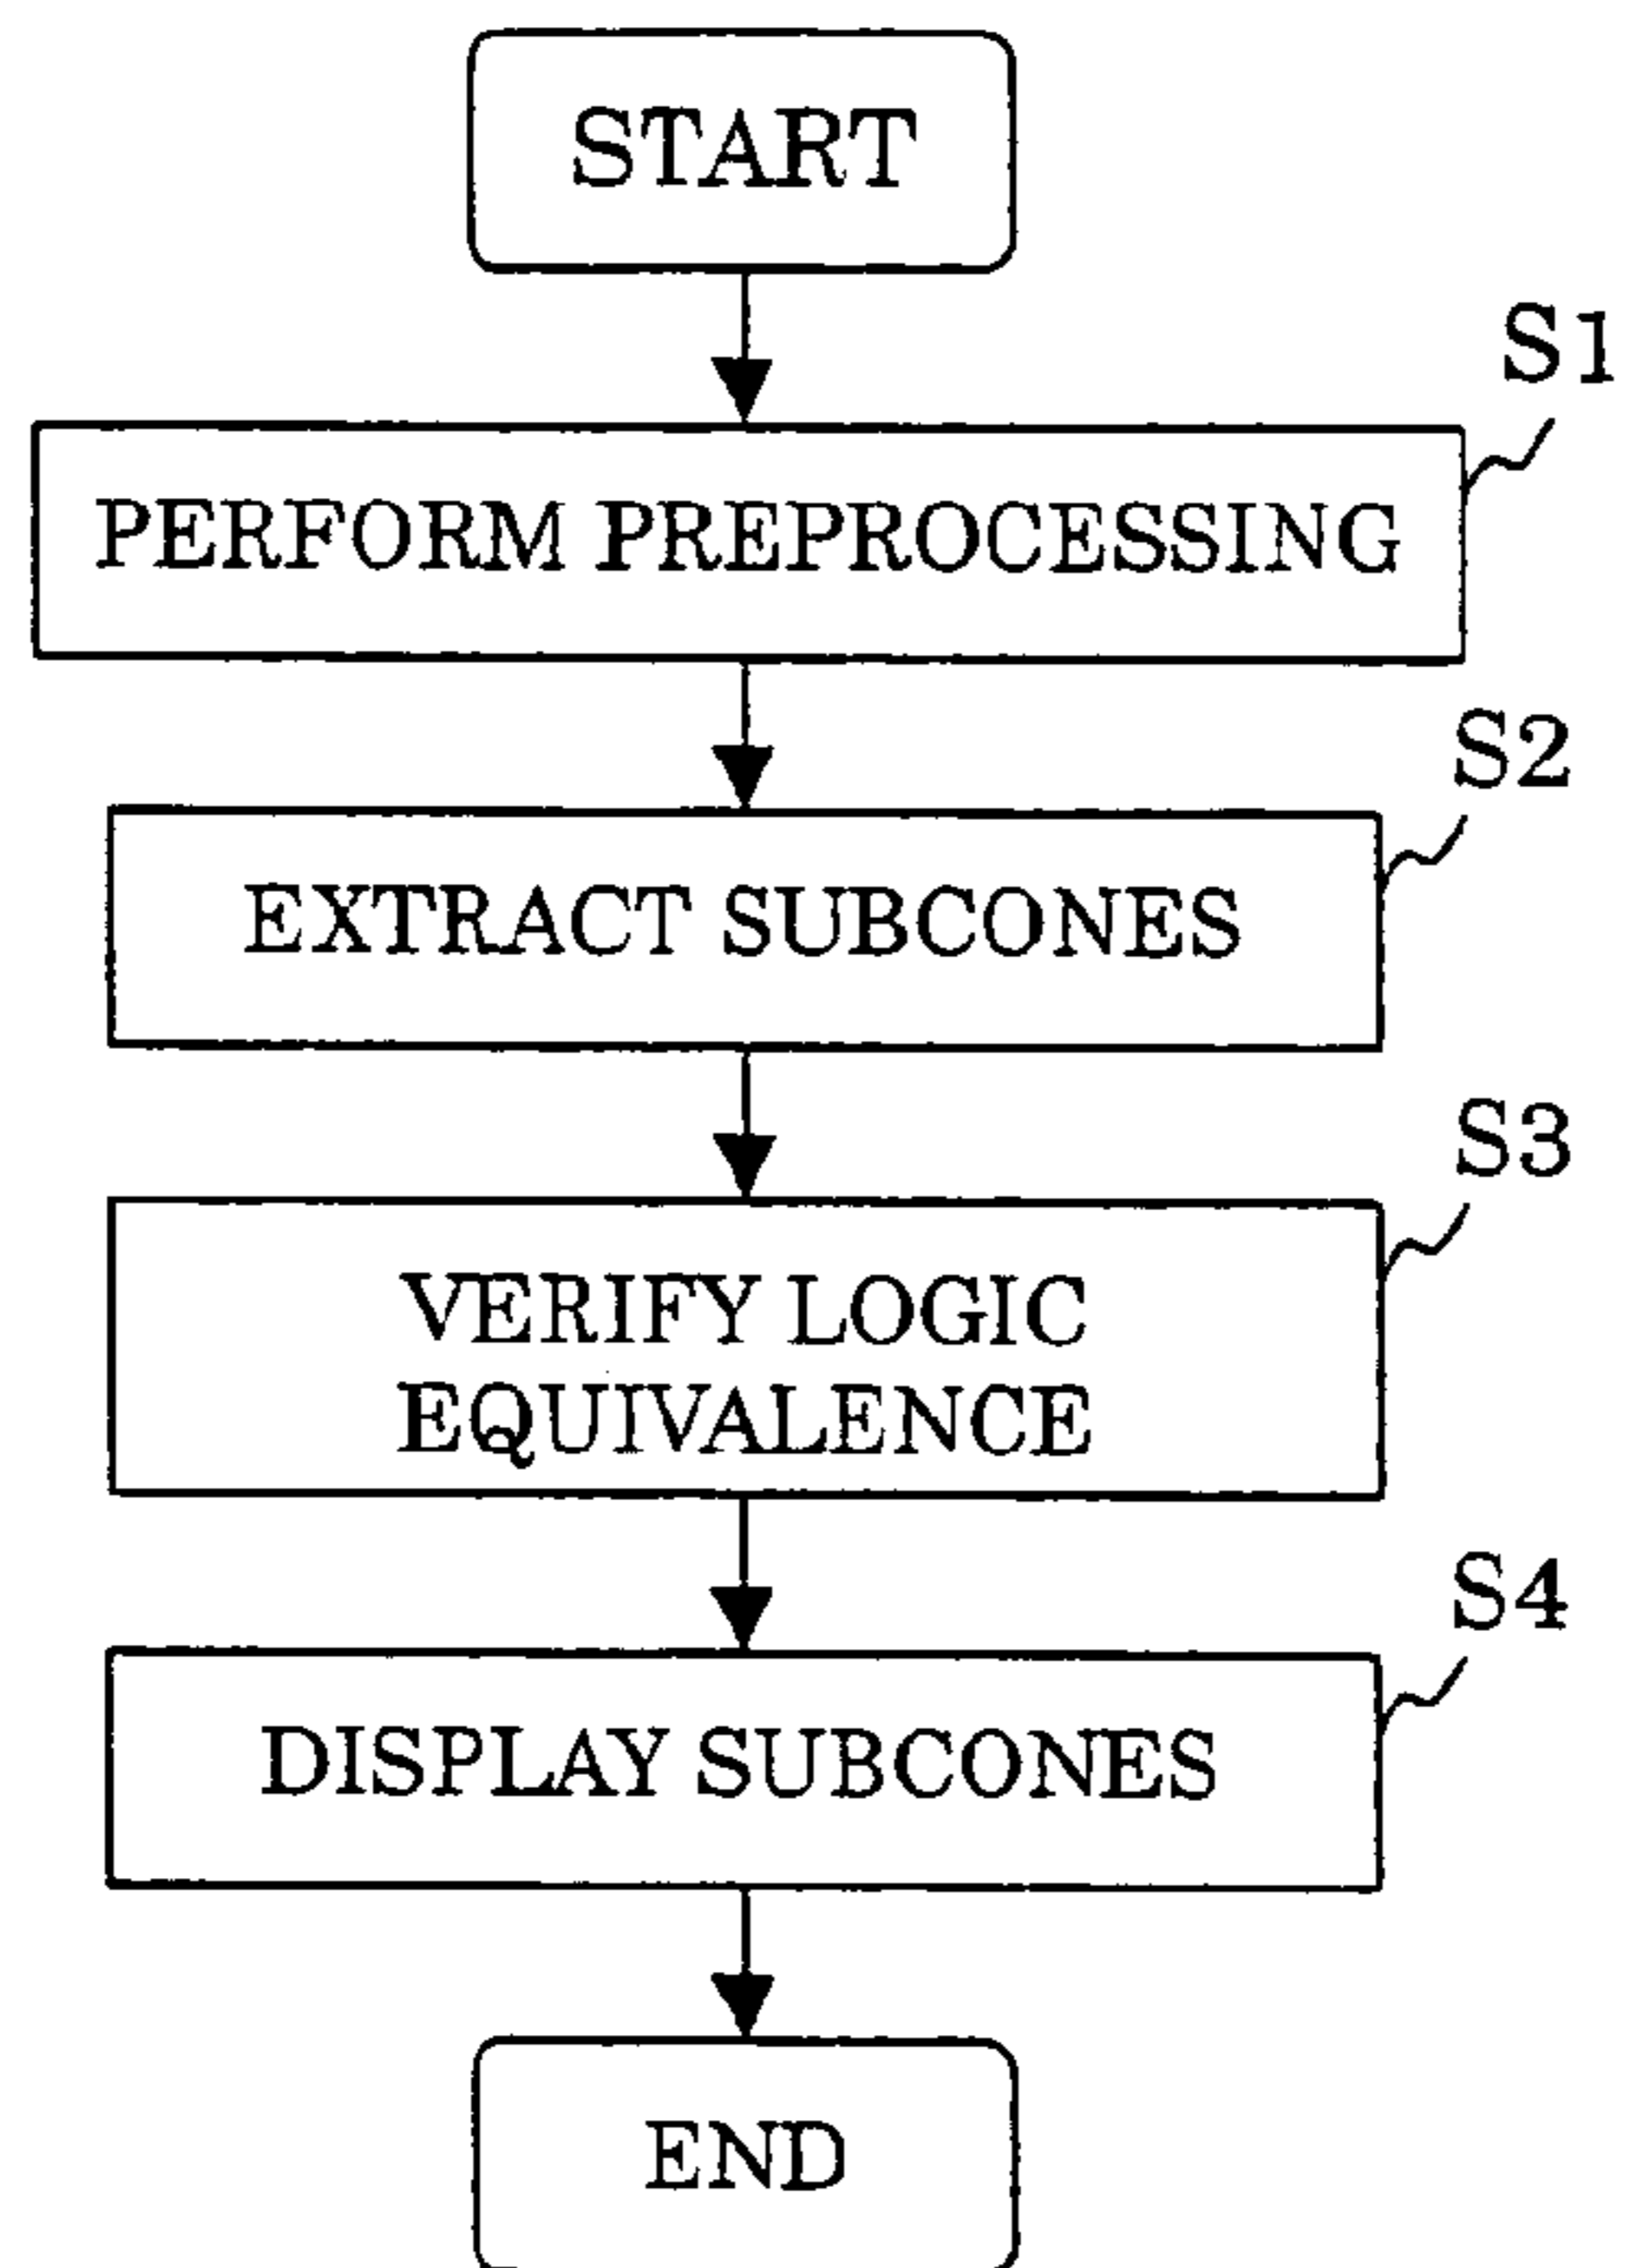 START
S1
PERFORM PREPROCESSING
S2
EXTRACT SUBCONES
S3
VERIFY LOGIC
EQUIVALENCE
S4
DISPLAY SUBCONES
END